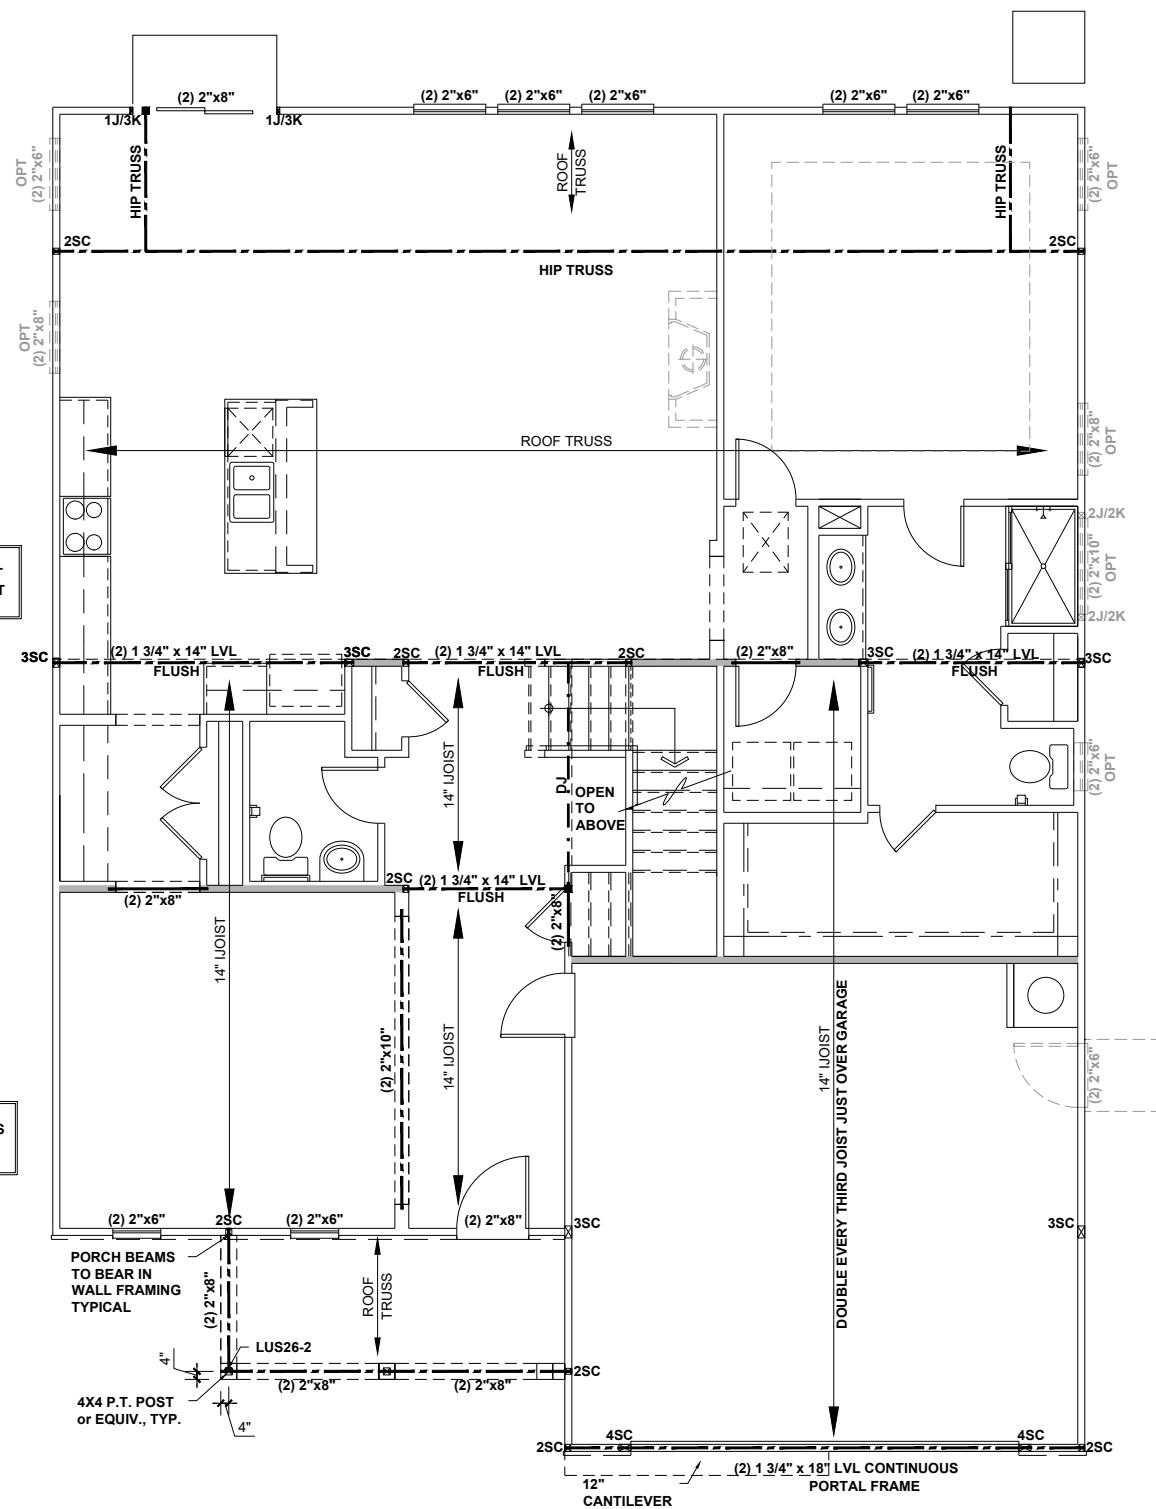 (2) 2"x8"
(2) 2"x6"
(2) 2"x6"
(2) 2"x6"
(2) 2"x6"
(2) 2"x6"
1J/3K
1J/3K
OPT
(2) 2"x6"
HIP TRUSS
ROOF
TRUSS
HIP TRUSS
(2) 2"x6"
OPT
2SC
2SC
HIP TRUSS
OPT
(2) 2"x8"
ROOF TRUSS
(2) 2"x8"
OPT
2J/2K
(2) 2"x10"
OPT
2J/2K
T
3SC
(2) 1 3/4" x 14" LVL
FLUSH
3SC
2SC
(2) 1 3/4" x 14" LVL
FLUSH
2SC
(2) 2"x8"
3SC
(2) 1 3/4" x 14" LVL
FLUSH
3SC
14" IJOIST
DJ
OPEN
TO
ABOVE
(2) 2"x6"
OPT
2SC
(2) 1 3/4" x 14" LVL
FLUSH
(2) 2"x8"
(2) 2"x8"
14" IJOIST
14" IJOIST
(2) 2"x10"
14" IJOIST
DOUBLE EVERY THIRD JOIST JUST OVER GARAGE
(2) 2"x6"
S
(2) 2"x6"
2SC
(2) 2"x6"
(2) 2"x8"
3SC
3SC
PORCH BEAMS
TO BEAR IN
WALL FRAMING
TYPICAL
(2) 2"x8"
ROOF
TRUSS
LUS26-2
4"
(2) 2"x8"
(2) 2"x8"
2SC
4X4 P.T. POST
or EQUIV., TYP.
4"
2SC
4SC
4SC
2SC
(2) 1 3/4" x 18" LVL CONTINUOUS
PORTAL FRAME
12"
CANTILEVER